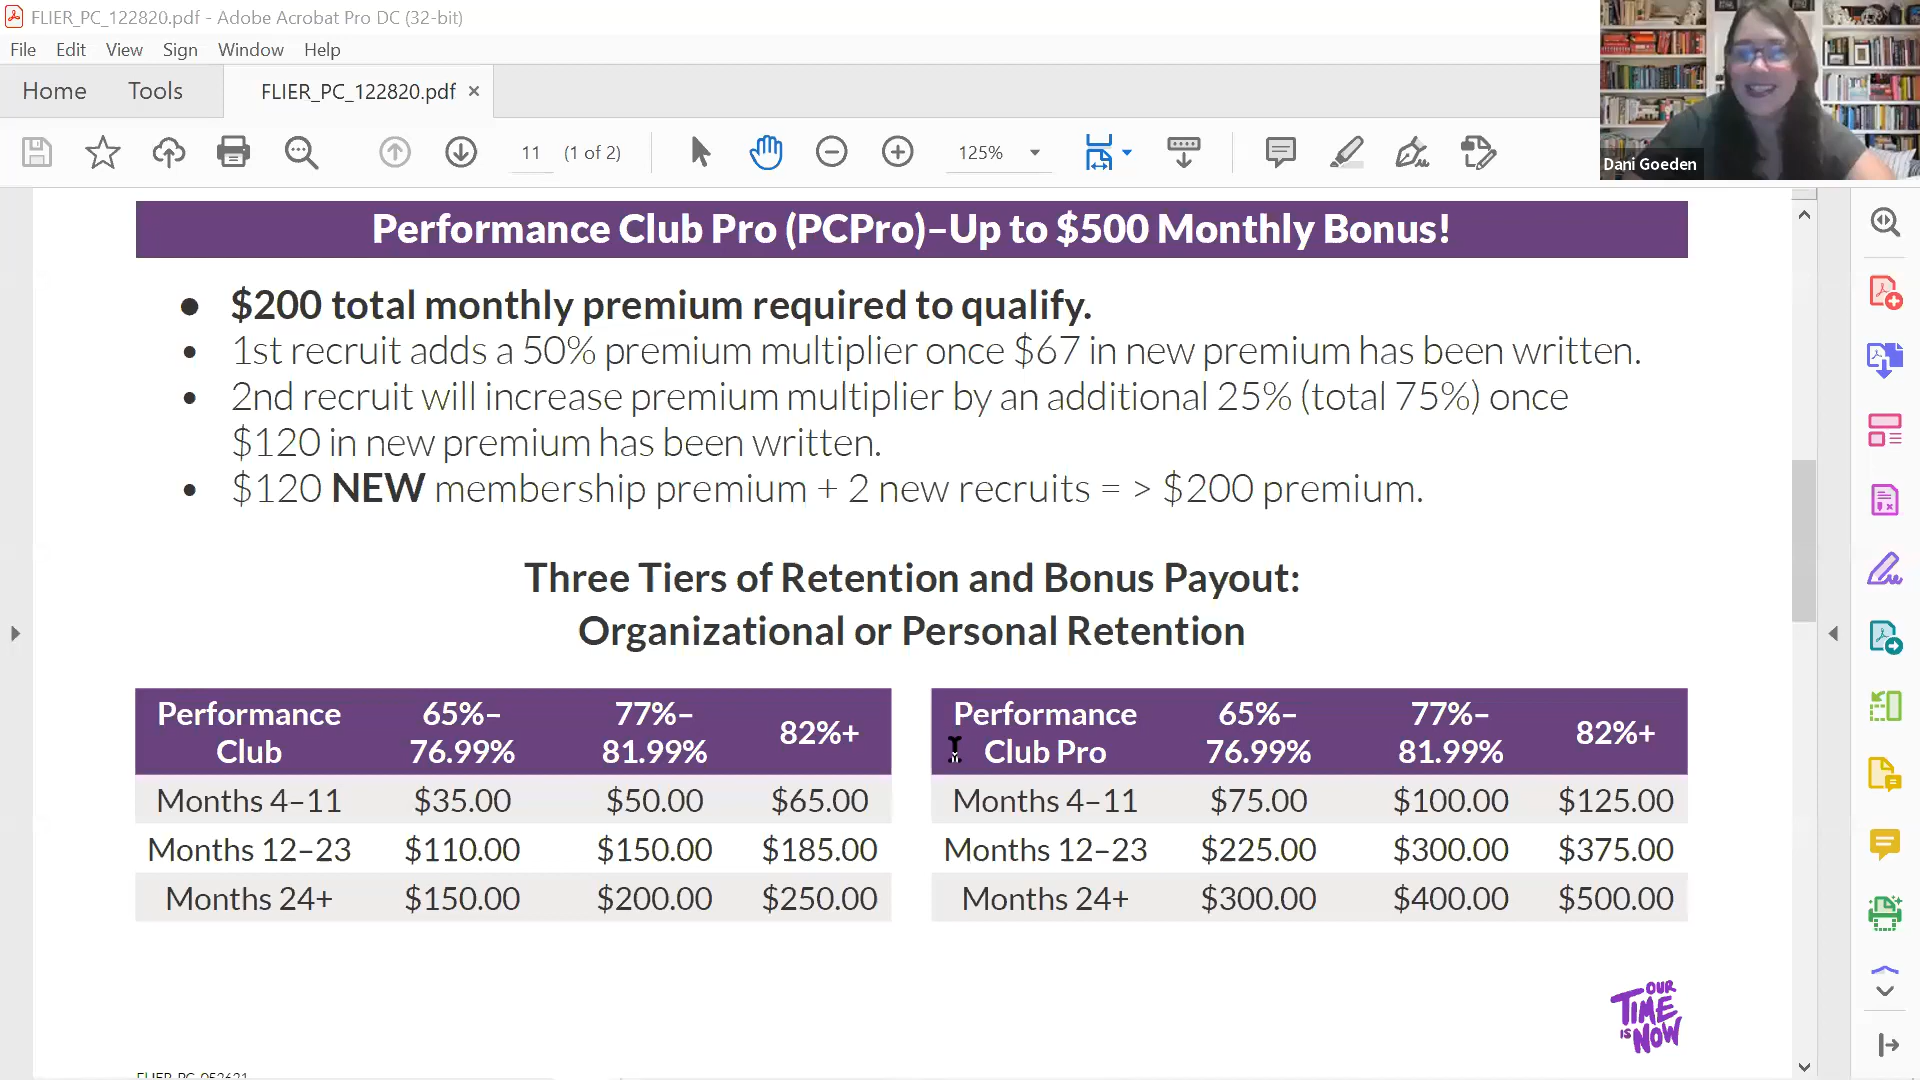 FLIER_PC_122820.pdf - Adobe Acrobat Pro DC (32-bit)
File Edit View Sign Window Help
Home Tools FLIER_PC_122820.pdf ×
11 (1 of 2) 125%
Dani Goeden
Performance Club Pro (PCPro)–Up to $500 Monthly Bonus!
• $200 total monthly premium required to qualify.
• 1st recruit adds a 50% premium multiplier once $67 in new premium has been written.
• 2nd recruit will increase premium multiplier by an additional 25% (total 75%) once
$120 in new premium has been written.
• $120 NEW membership premium + 2 new recruits = > $200 premium.
Three Tiers of Retention and Bonus Payout:
Organizational or Personal Retention
Performance Club 65%–76.99% 77%–81.99% 82%+
Months 4–11 $35.00 $50.00 $65.00
Months 12–23 $110.00 $150.00 $185.00
Months 24+ $150.00 $200.00 $250.00
Performance Club Pro 65%–76.99% 77%–81.99% 82%+
Months 4–11 $75.00 $100.00 $125.00
Months 12–23 $225.00 $300.00 $375.00
Months 24+ $300.00 $400.00 $500.00
OUR
TIME
IS NOW